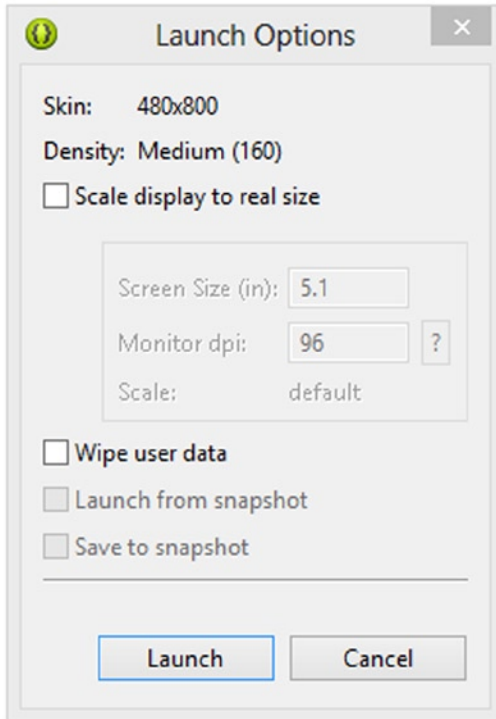 Launch Options
Skin: 480x800
Density: Medium (160)
Scale display to real size
Screen Size (in): 5.1
Monitor dpi: 96 ?
Scale: default
Wipe user data
Launch from snapshot
Save to snapshot
Launch Cancel